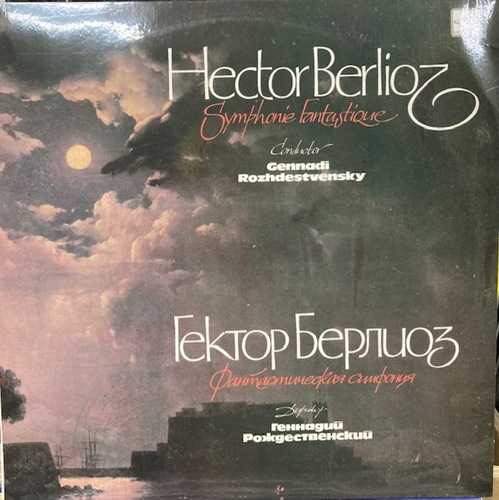 Hector Berlioz
Symphonie Fantastique
Conductor
Gennadi
Rozhdestvensky
Гектор Берлиоз
Фантастическая симфония
Дирижер
Геннадий
Рождественский